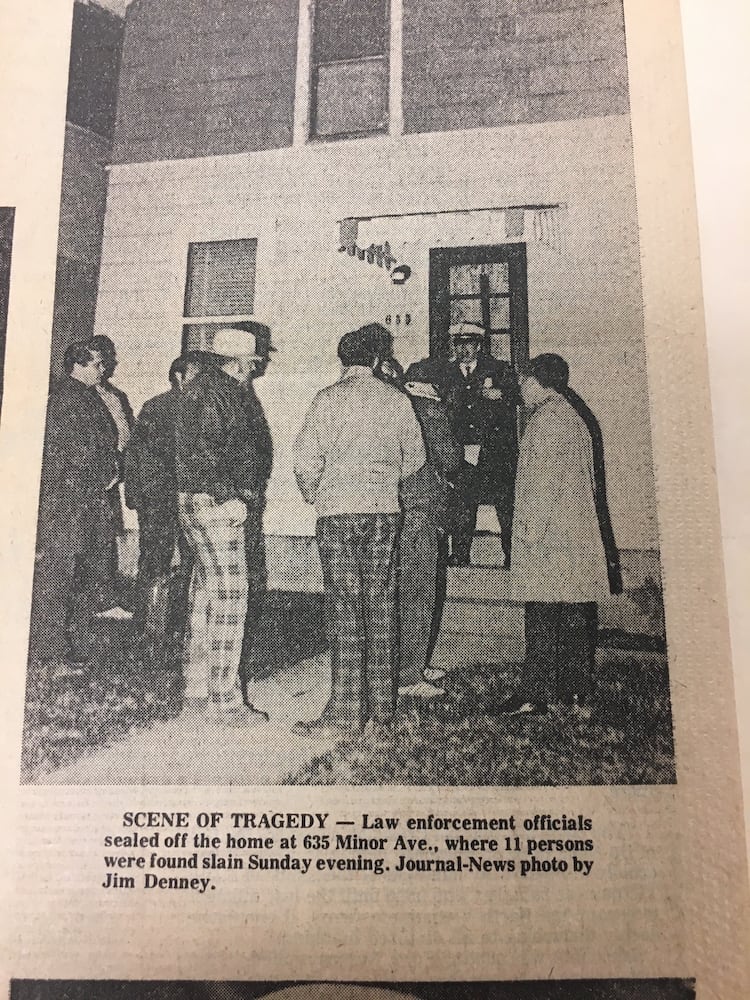 635
SCENE OF TRAGEDY — Law enforcement officials
sealed off the home at 635 Minor Ave., where 11 persons
were found slain Sunday evening. Journal-News photo by
Jim Denney.